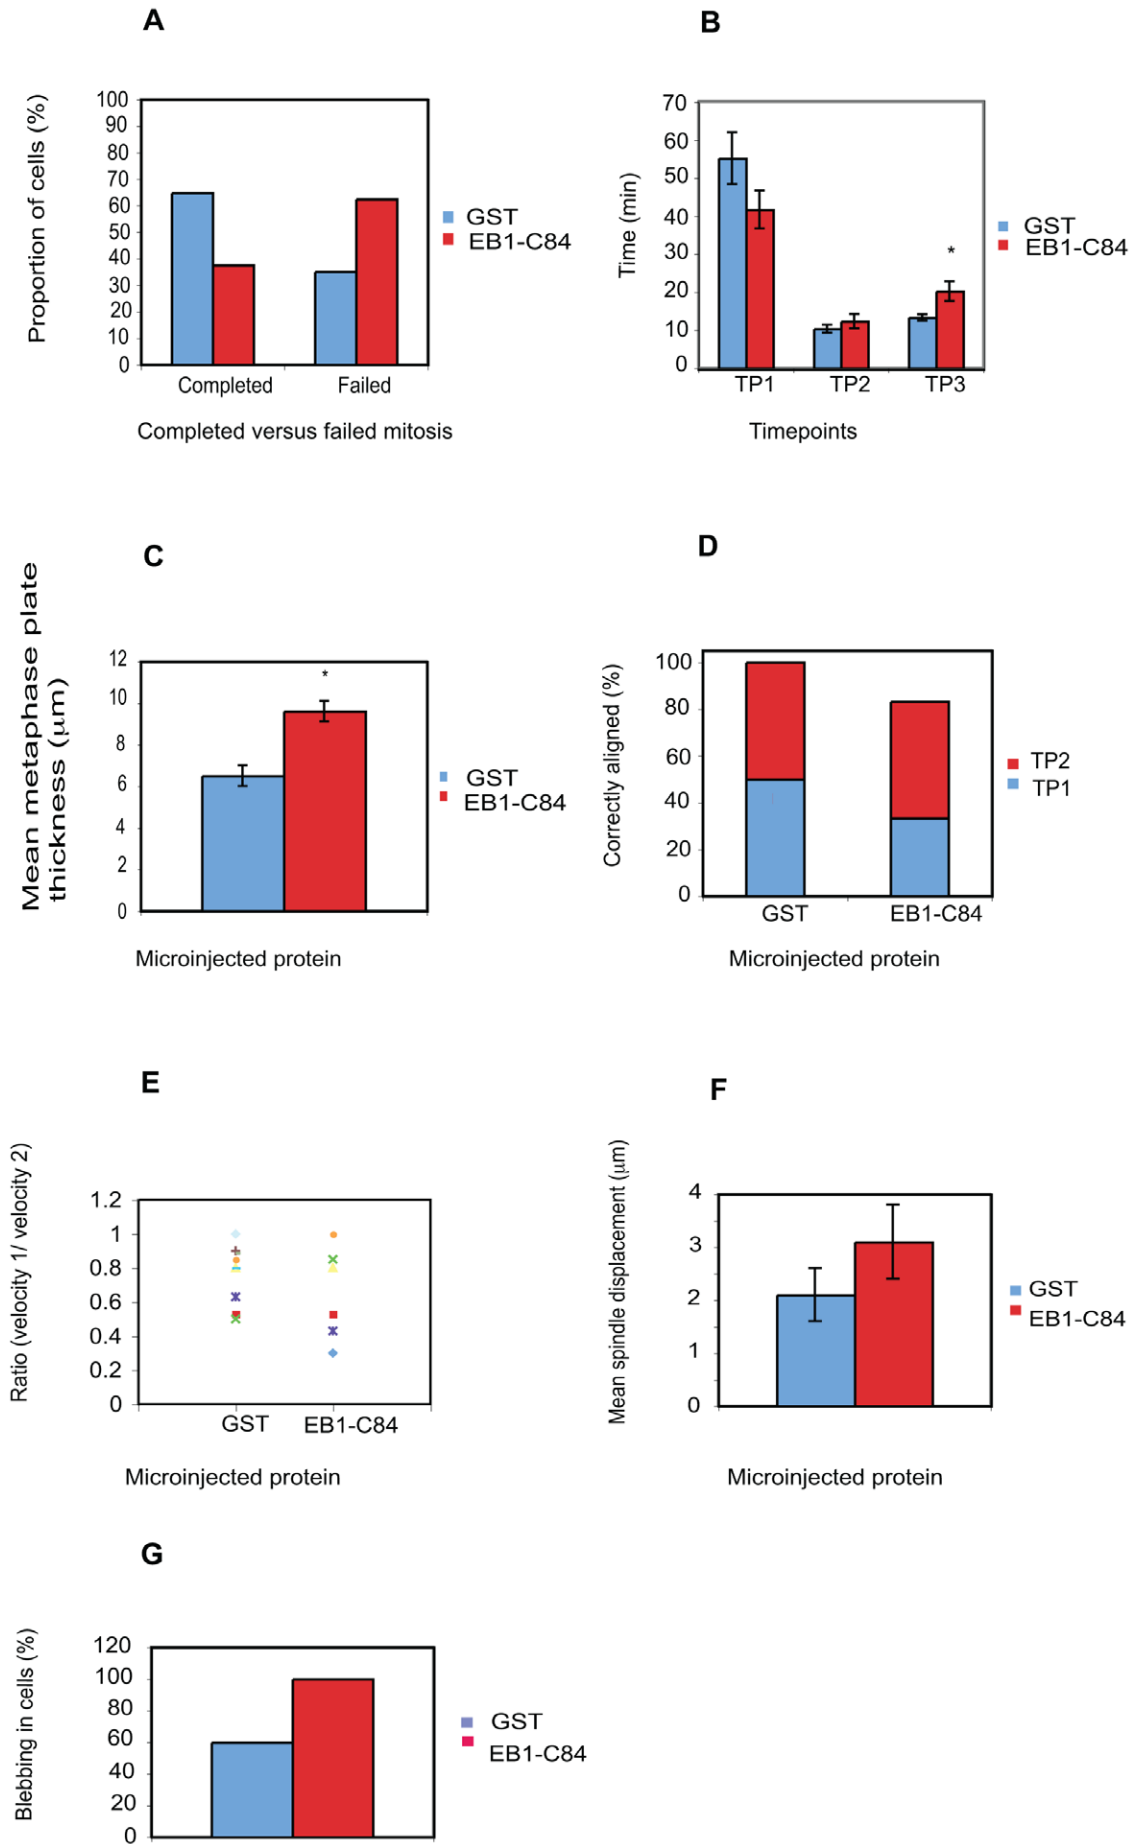 A
Proportion of cells (%)
100
90
80
70
60
50
40
30
20
10
0
Completed
Failed
Completed versus failed mitosis
GST
EB1-C84
B
Time (min)
70
60
50
40
30
20
10
0
*
TP1
TP2
TP3
Timepoints
GST
EB1-C84
C
Mean metaphase plate
thickness (μm)
12
10
8
6
4
2
0
*
Microinjected protein
GST
EB1-C84
D
Correctly aligned (%)
100
80
60
40
20
0
GST
EB1-C84
Microinjected protein
TP2
TP1
E
Ratio (velocity 1/ velocity 2)
1.2
1
0.8
0.6
0.4
0.2
0
GST
EB1-C84
Microinjected protein
F
Mean spindle displacement (μm)
4
3
2
1
0
Microinjected protein
GST
EB1-C84
G
Blebbing in cells (%)
120
100
80
60
40
20
0
GST
EB1-C84